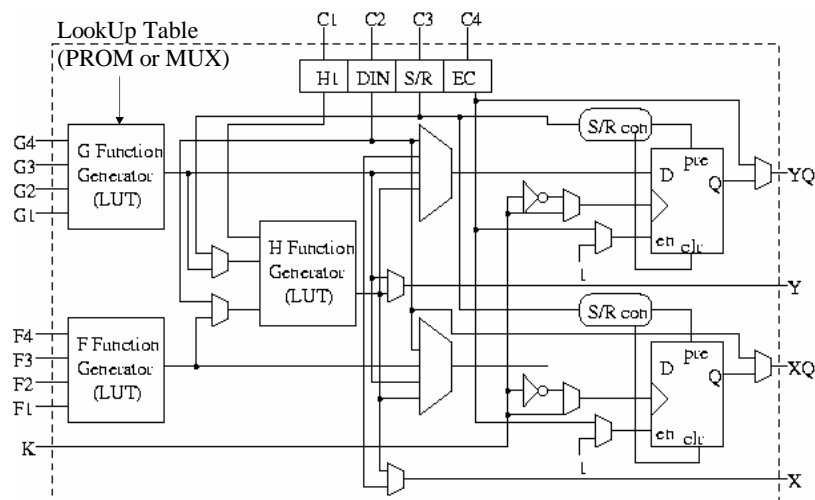 C1 C2 C3 C4
LookUp Table
(PROM or MUX)
H1 DIN S/R EC
G4
G3
G2
G1
G Function
Generator
(LUT)
S/R con
D pre Q
en clr
1
YQ
H Function
Generator
(LUT)
Y
F4
F3
F2
F1
F Function
Generator
(LUT)
S/R con
D pre Q
en clr
1
XQ
K
X